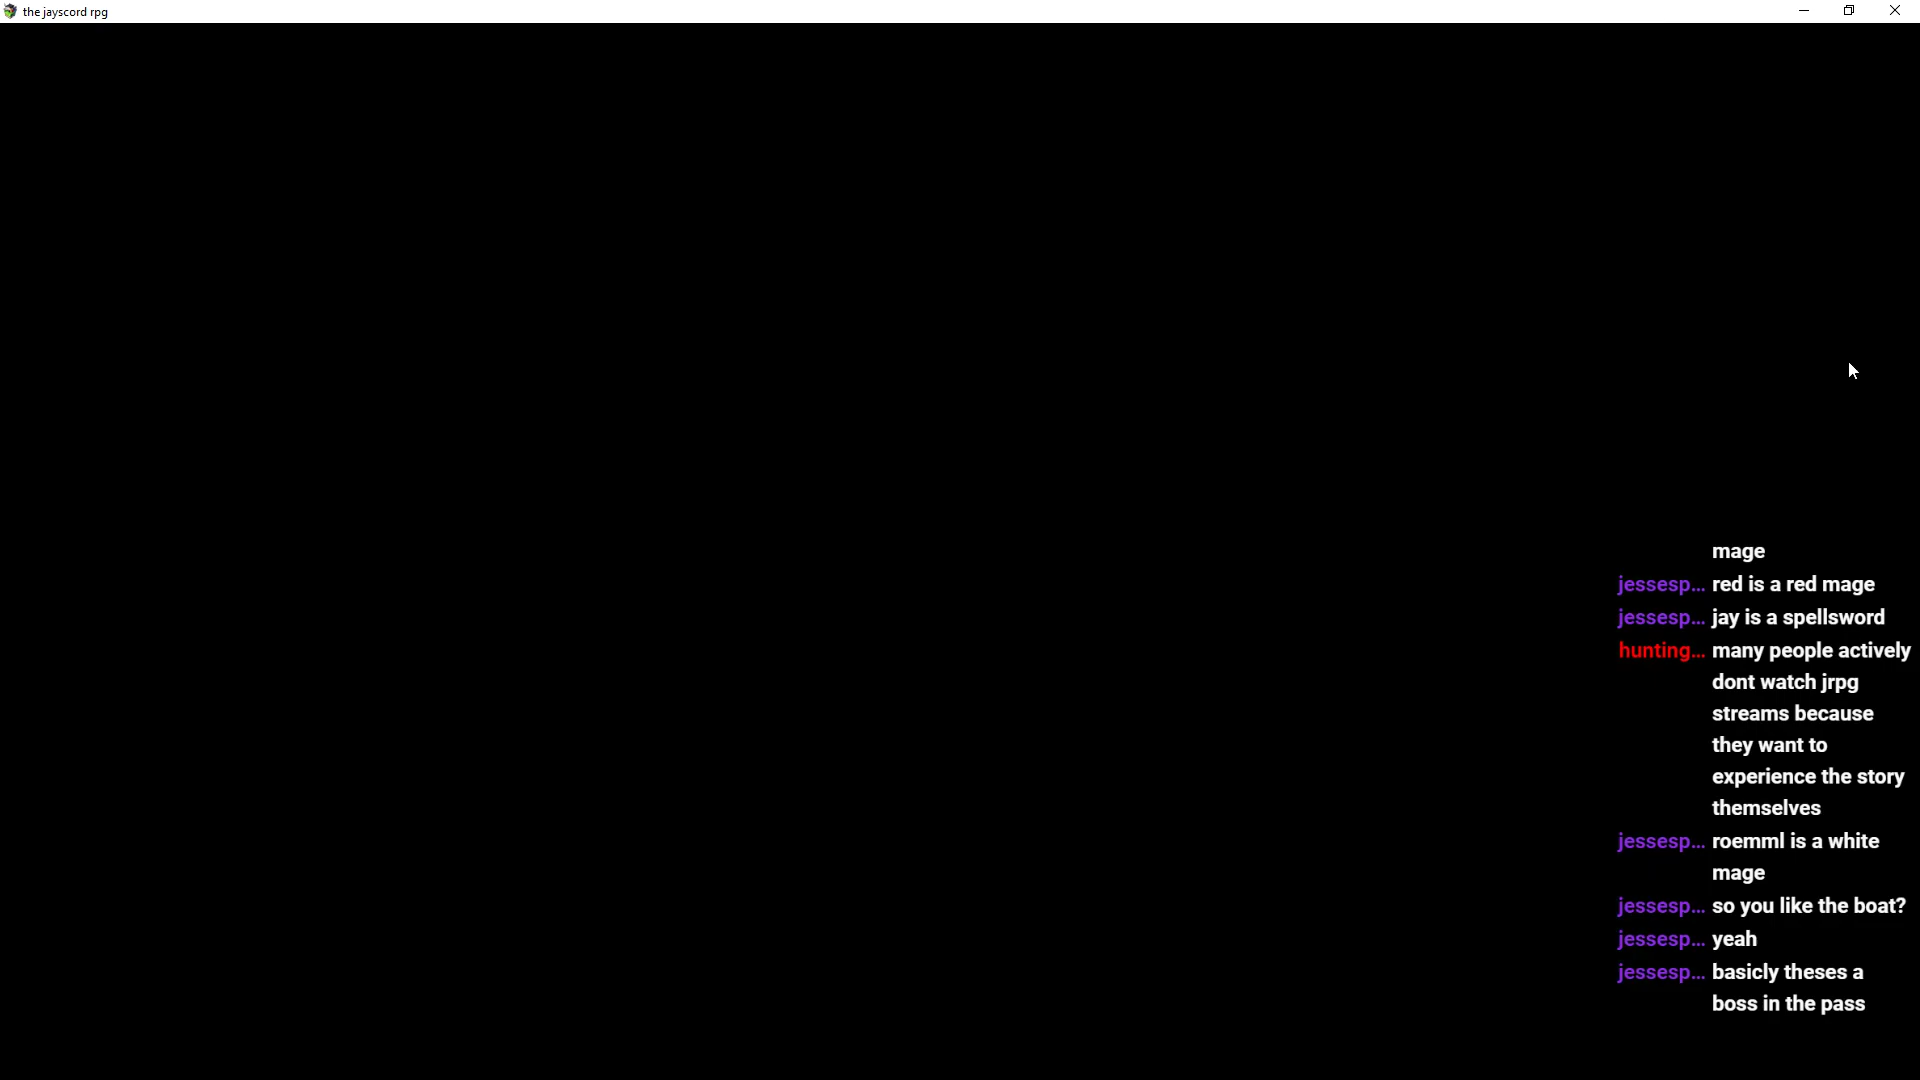 the jayscord rpg
mage
jessesp... red is a red mage
jessesp... jay is a spellsword
hunting... many people actively
dont watch jrpg
streams because
they want to
experience the story
themselves
jessesp... roemml is a white
mage
jessesp... so you like the boat?
jessesp... yeah
jessesp... basicly theses a
boss in the pass